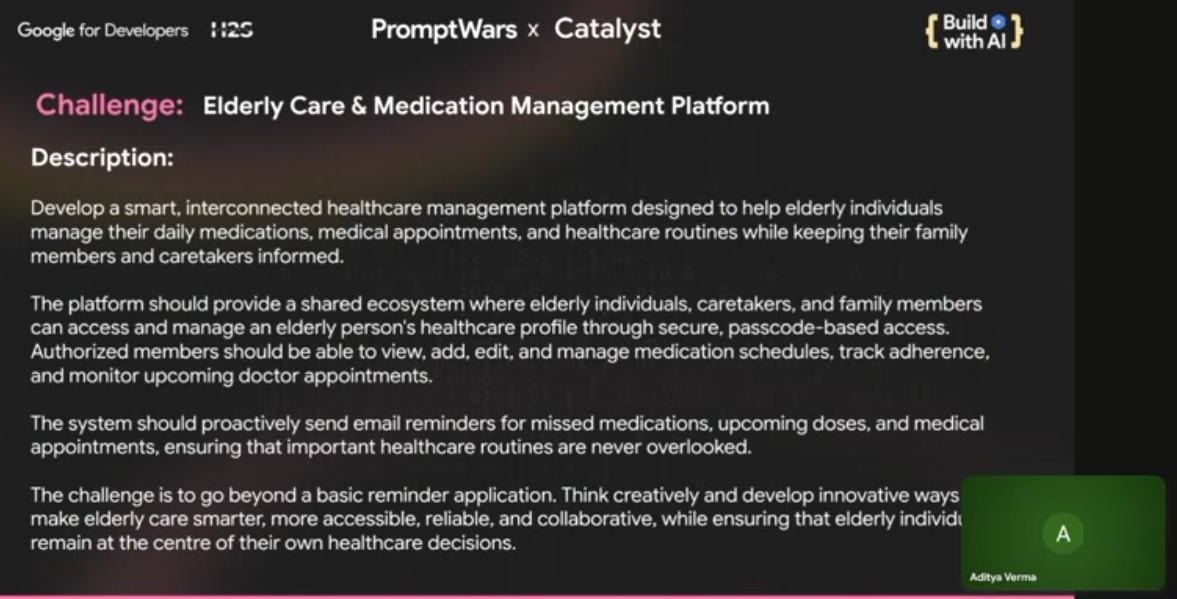 Google for Developers H2S PromptWars x Catalyst { Build with AI }
Challenge: Elderly Care & Medication Management Platform
Description:
Develop a smart, interconnected healthcare management platform designed to help elderly individuals
manage their daily medications, medical appointments, and healthcare routines while keeping their family
members and caretakers informed.
The platform should provide a shared ecosystem where elderly individuals, caretakers, and family members
can access and manage an elderly person's healthcare profile through secure, passcode-based access.
Authorized members should be able to view, add, edit, and manage medication schedules, track adherence,
and monitor upcoming doctor appointments.
The system should proactively send email reminders for missed medications, upcoming doses, and medical
appointments, ensuring that important healthcare routines are never overlooked.
The challenge is to go beyond a basic reminder application. Think creatively and develop innovative ways
make elderly care smarter, more accessible, reliable, and collaborative, while ensuring that elderly
remain at the centre of their own healthcare decisions.
A
Aditya Verma